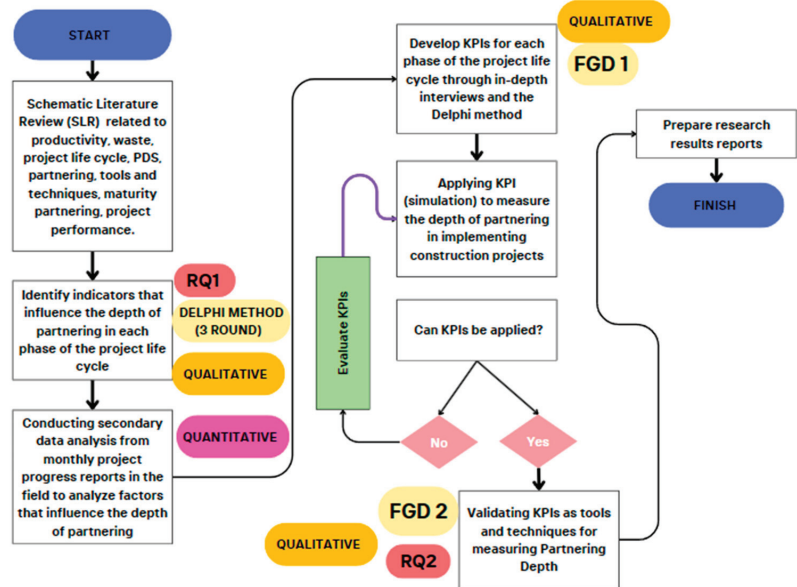 START
Schematic Literature
Review (SLR) related to
productivity, waste,
project life cycle, PDS,
partnering, tools and
techniques, maturity
partnering, project
performance.
RQ1
Identify indicators that
influence the depth of
partnering in each
phase of the project life
cycle
DELPHI METHOD
(3 ROUND)
QUALITATIVE
Conducting secondary
data analysis from
monthly project
progress reports in the
field to analyze factors
that influence the depth
of partnering
QUANTITATIVE
Develop KPIs for each
phase of the project life
cycle through in-depth
interviews and the
Delphi method
QUALITATIVE
FGD 1
Applying KPI
(simulation) to measure
the depth of partnering
in implementing
construction projects
Evaluate KPIs
Can KPIs be applied?
No
Yes
Validating KPIs as tools
and techniques for
measuring Partnering
Depth
FGD 2
QUALITATIVE
RQ2
Prepare research
results reports
FINISH